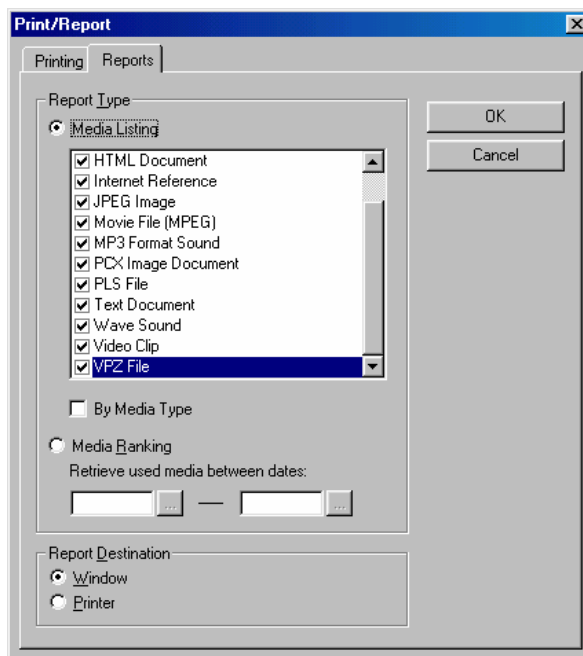 Print/Report
Printing Reports
Report Type
Media Listing
HTML Document
Internet Reference
JPEG Image
Movie File (MPEG)
MP3 Format Sound
PCX Image Document
PLS File
Text Document
Wave Sound
Video Clip
VPZ File
By Media Type
Media Ranking
Retrieve used media between dates:
... — ...
Report Destination
Window
Printer
OK
Cancel